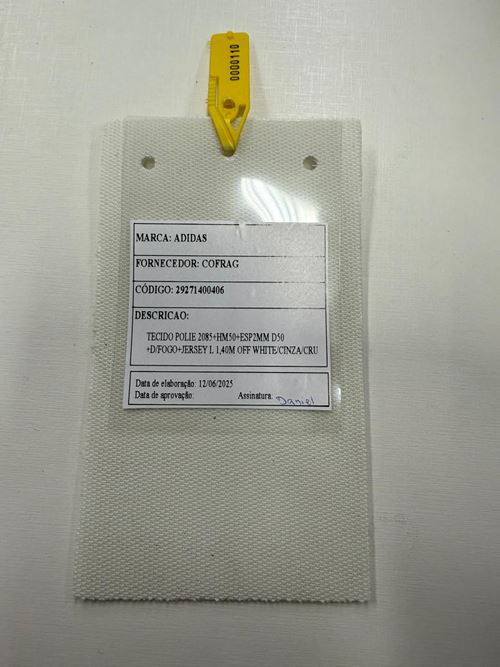 0000110
MARCA: ADIDAS
FORNECEDOR: COFRAG
CÓDIGO: 29271400406
DESCRICAO:
TECIDO POLIE 2085+HM50+ESP2MM D50
+D/FOGO+JERSEY L 1,40M OFF WHITE/CINZA/CRU
Data de elaboração: 12/06/2025
Data de aprovação: Assinatura: Daniel